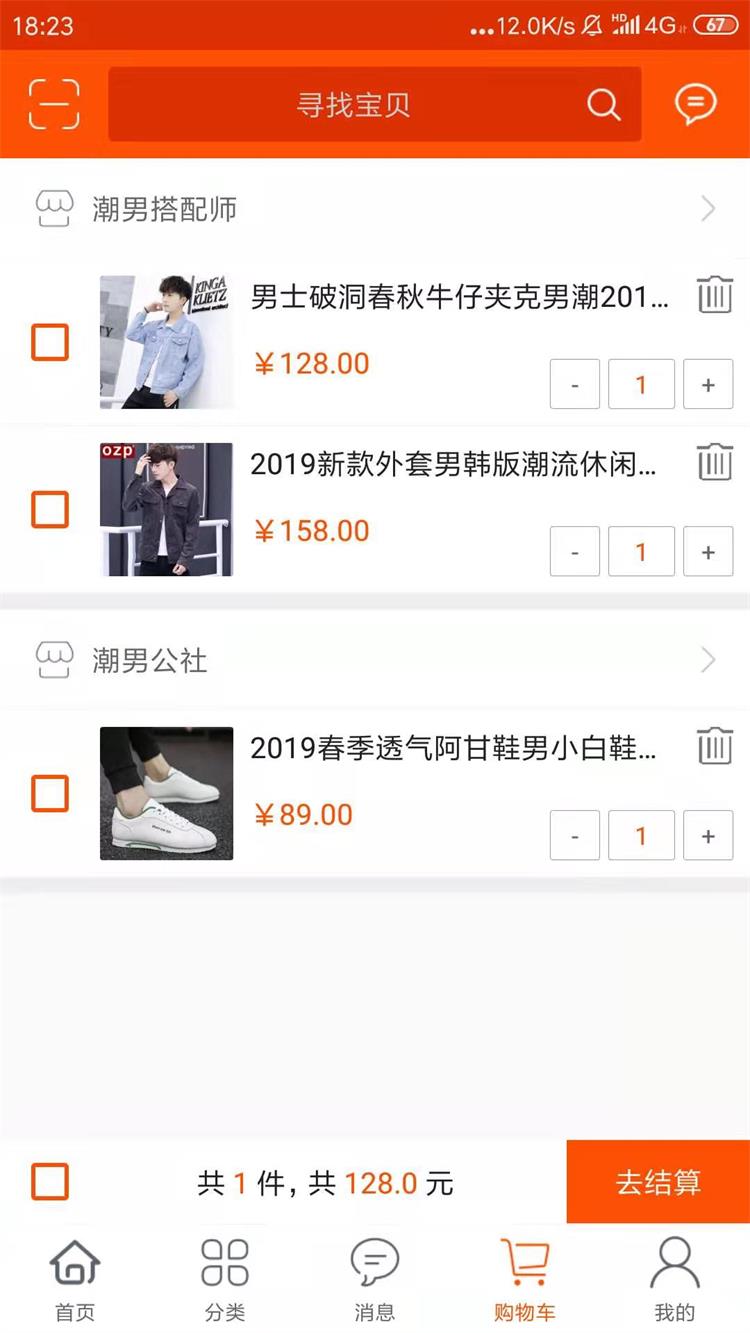 18:23
...12.0K/s HD 4G 67
寻找宝贝
潮男搭配师
KINGA
KLIETZ
男士破洞春秋牛仔夹克男潮201...
￥128.00
- 1 +
ozp
2019新款外套男韩版潮流休闲...
￥158.00
- 1 +
潮男公社
2019春季透气阿甘鞋男小白鞋...
￥89.00
- 1 +
共 1 件，共 128.0 元
去结算
首页 分类 消息 购物车 我的